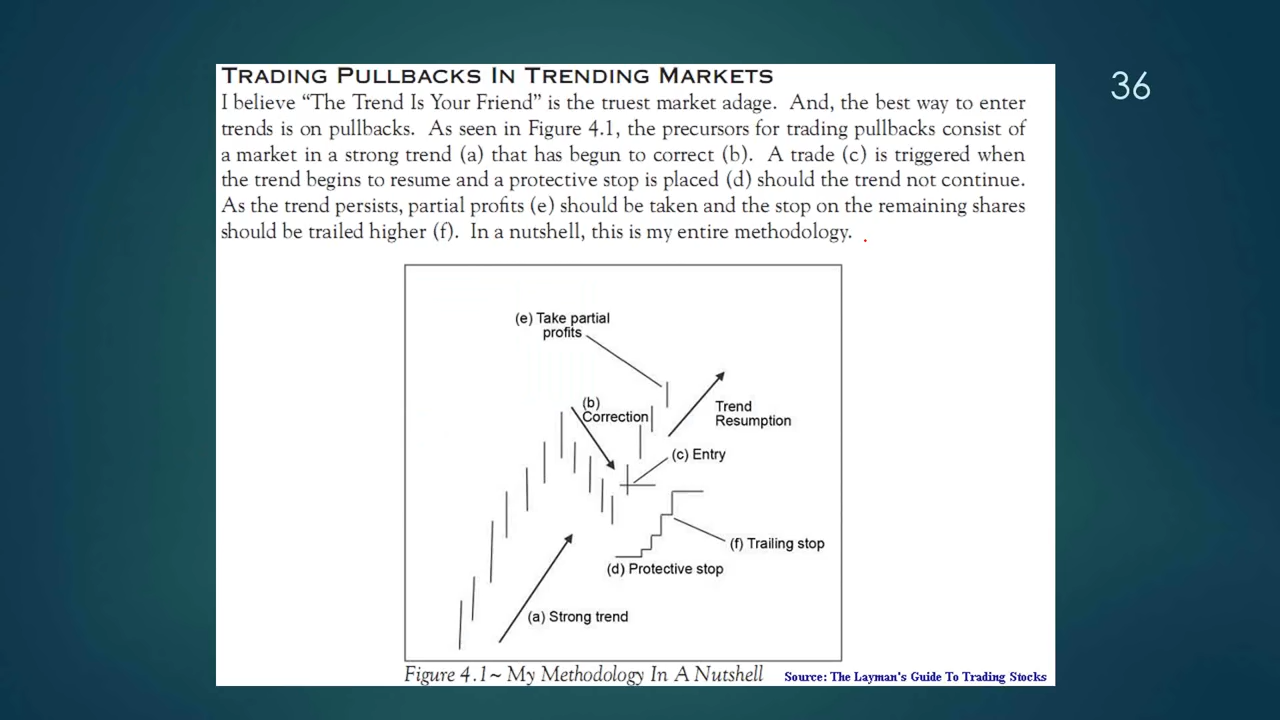 TRADING PULLBACKS IN TRENDING MARKETS
36
I believe “The Trend Is Your Friend” is the truest market adage. And, the best way to enter
trends is on pullbacks. As seen in Figure 4.1, the precursors for trading pullbacks consist of
a market in a strong trend (a) that has begun to correct (b). A trade (c) is triggered when
the trend begins to resume and a protective stop is placed (d) should the trend not continue.
As the trend persists, partial profits (e) should be taken and the stop on the remaining shares
should be trailed higher (f). In a nutshell, this is my entire methodology.
(e) Take partial
profits
(b)
Correction
Trend
Resumption
(c) Entry
(f) Trailing stop
(d) Protective stop
(a) Strong trend
Figure 4.1~ My Methodology In A Nutshell
Source: The Layman's Guide To Trading Stocks